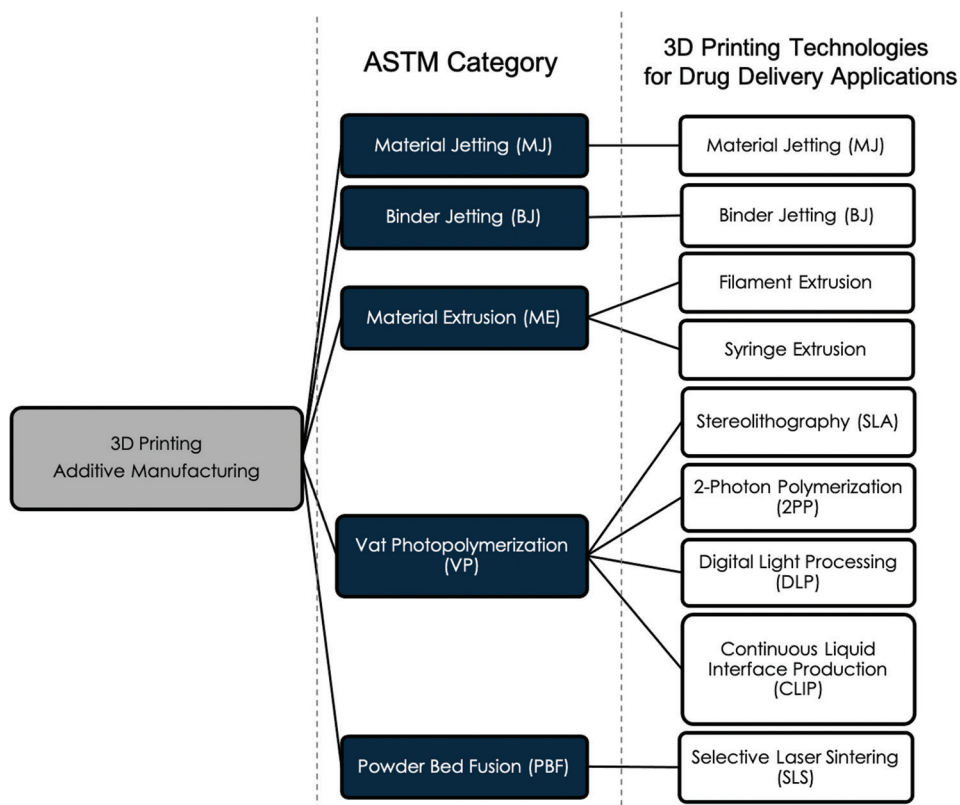 ASTM Category
3D Printing Technologies
for Drug Delivery Applications
3D Printing
Additive Manufacturing
Material Jetting (MJ)
Binder Jetting (BJ)
Material Extrusion (ME)
Vat Photopolymerization
(VP)
Powder Bed Fusion (PBF)
Material Jetting (MJ)
Binder Jetting (BJ)
Filament Extrusion
Syringe Extrusion
Stereolithography (SLA)
2-Photon Polymerization
(2PP)
Digital Light Processing
(DLP)
Continuous Liquid
Interface Production
(CLIP)
Selective Laser Sintering
(SLS)